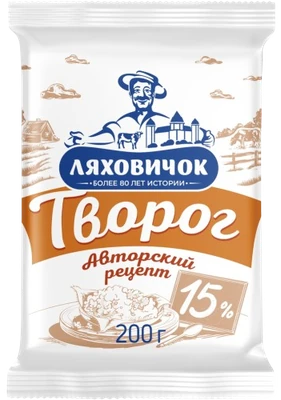 ЛЯХОВИЧОК
БОЛЕЕ 80 ЛЕТ ИСТОРИИ
Творог
Авторский
рецепт
15%
200 г